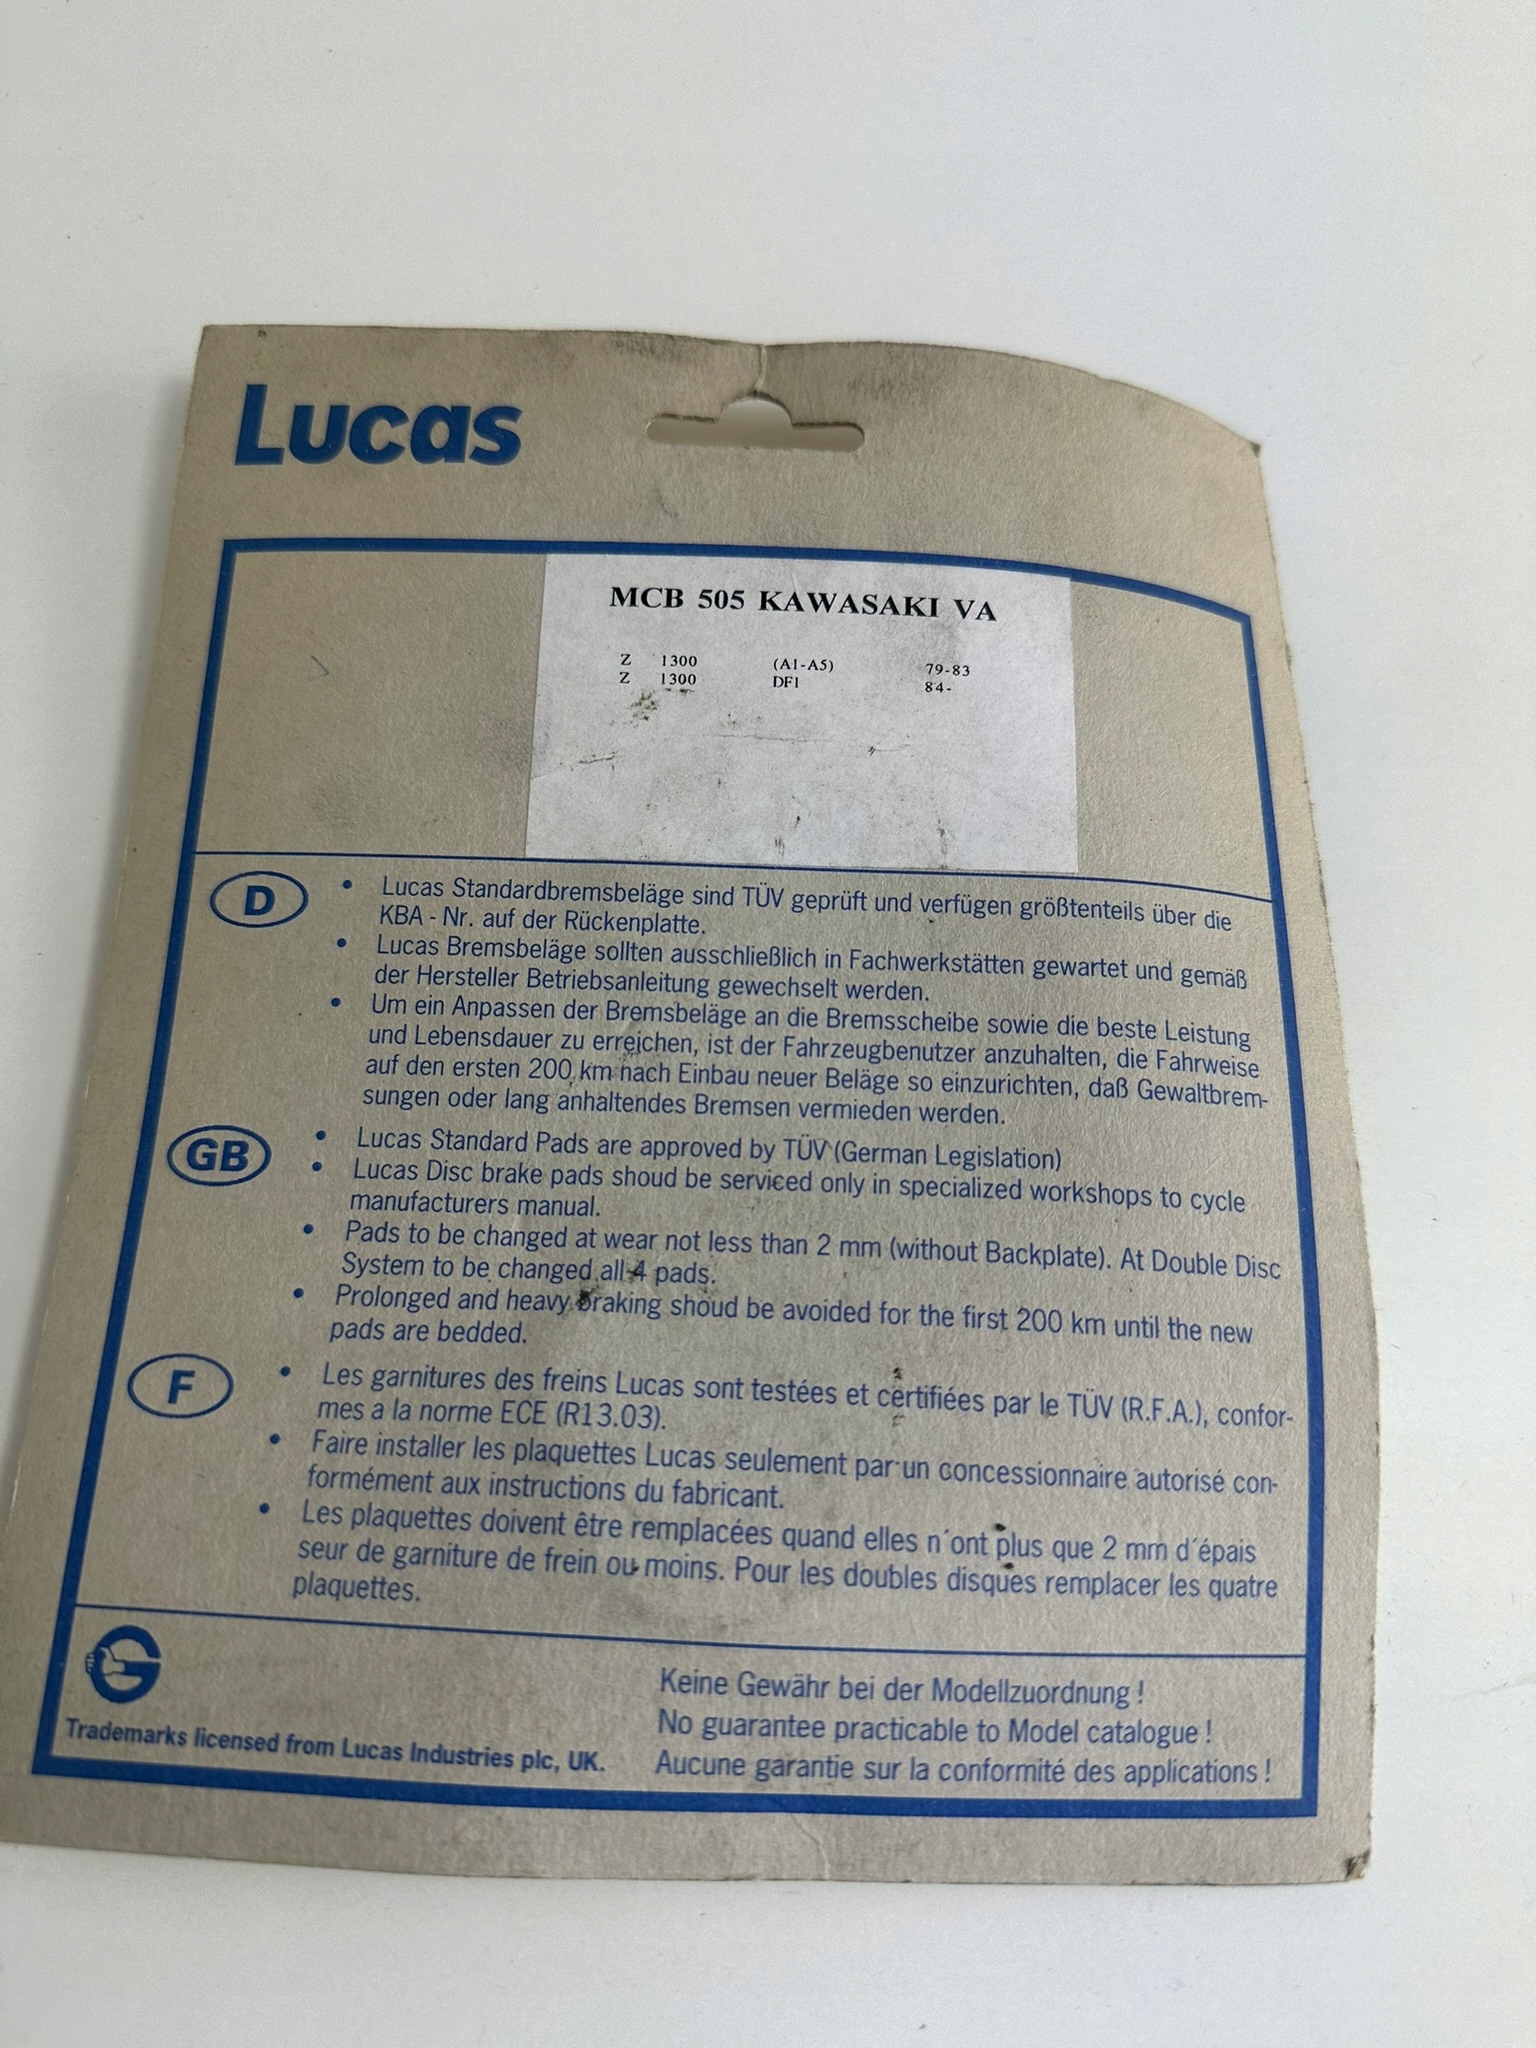 Lucas
MCB 505 KAWASAKI VA
Z 1300 (A1-A5) 79-83
Z 1300 DFI 84-
D
• Lucas Standardbremsbeläge sind TÜV geprüft und verfügen größtenteils über die
KBA - Nr. auf der Rückenplatte.
• Lucas Bremsbeläge sollten ausschließlich in Fachwerkstätten gewartet und gemäß
der Hersteller Betriebsanleitung gewechselt werden.
• Um ein Anpassen der Bremsbeläge an die Bremsscheibe sowie die beste Leistung
und Lebensdauer zu erreichen, ist der Fahrzeugbenutzer anzuhalten, die Fahrweise
auf den ersten 200 km nach Einbau neuer Beläge so einzurichten, daß Gewaltbrem-
sungen oder lang anhaltendes Bremsen vermieden werden.
GB
• Lucas Standard Pads are approved by TÜV (German Legislation)
• Lucas Disc brake pads shoud be serviced only in specialized workshops to cycle
manufacturers manual.
• Pads to be changed at wear not less than 2 mm (without Backplate). At Double Disc
System to be changed all 4 pads.
• Prolonged and heavy braking shoud be avoided for the first 200 km until the new
pads are bedded.
F
• Les garnitures des freins Lucas sont testées et certifiées par le TÜV (R.F.A.), confor-
mes a la norme ECE (R13.03).
• Faire installer les plaquettes Lucas seulement par un concessionnaire autorisé con-
formément aux instructions du fabricant.
• Les plaquettes doivent être remplacées quand elles n´ont plus que 2 mm d´épais
seur de garniture de frein ou moins. Pour les doubles disques remplacer les quatre
plaquettes.
Trademarks licensed from Lucas Industries plc, UK.
Keine Gewähr bei der Modellzuordnung !
No guarantee practicable to Model catalogue !
Aucune garantie sur la conformité des applications !